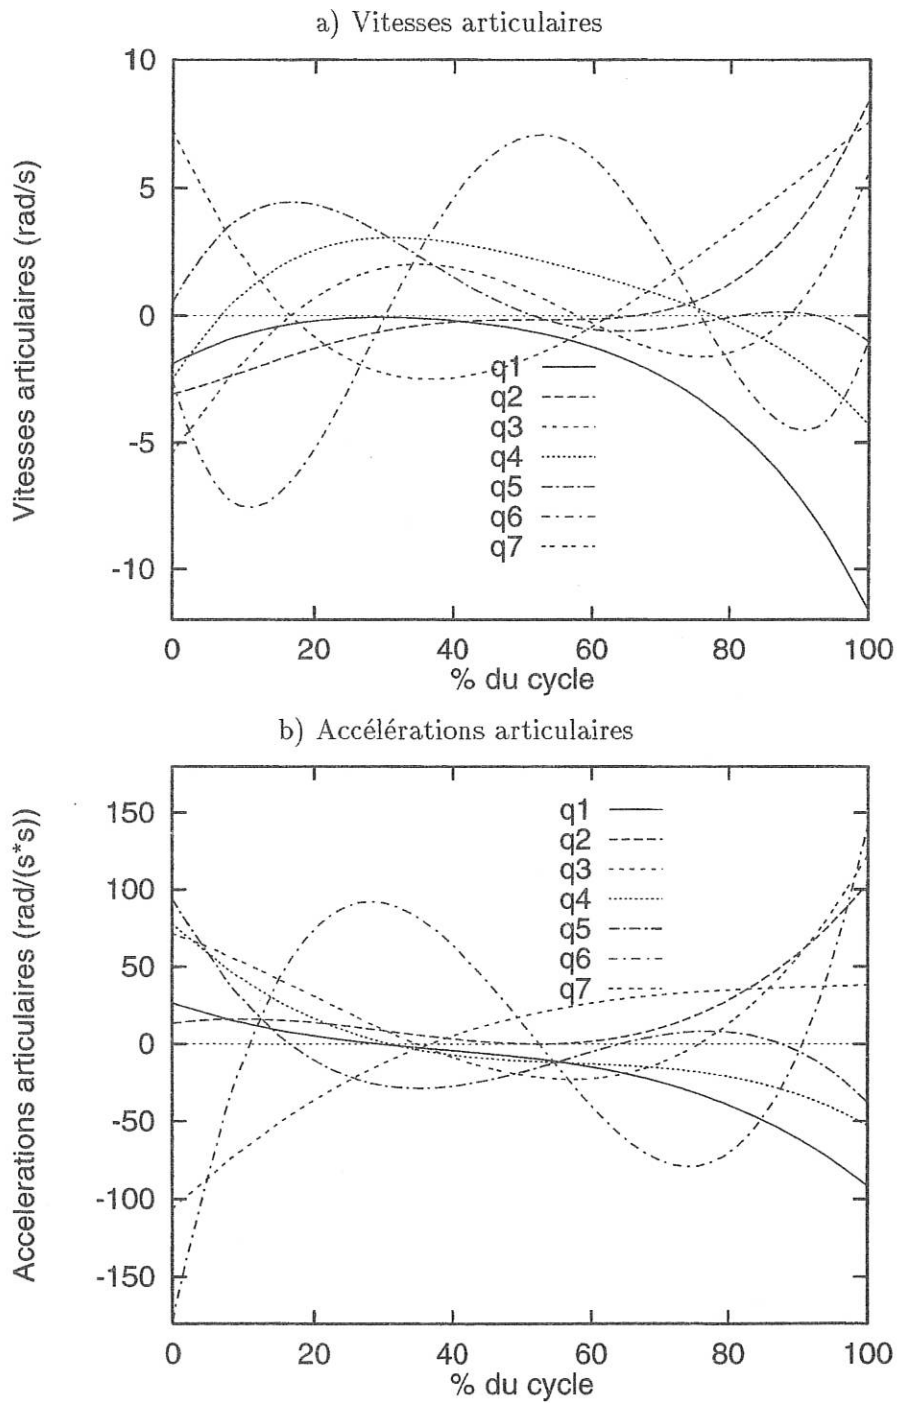 a) Vitesses articulaires
Vitesses articulaires (rad/s)
10
5
0
-5
-10
q1
q2
q3
q4
q5
q6
q7
0 20 40 60 80 100
% du cycle
b) Accélérations articulaires
Accelerations articulaires (rad/(s*s))
150
100
50
0
-50
-100
-150
q1
q2
q3
q4
q5
q6
q7
0 20 40 60 80 100
% du cycle